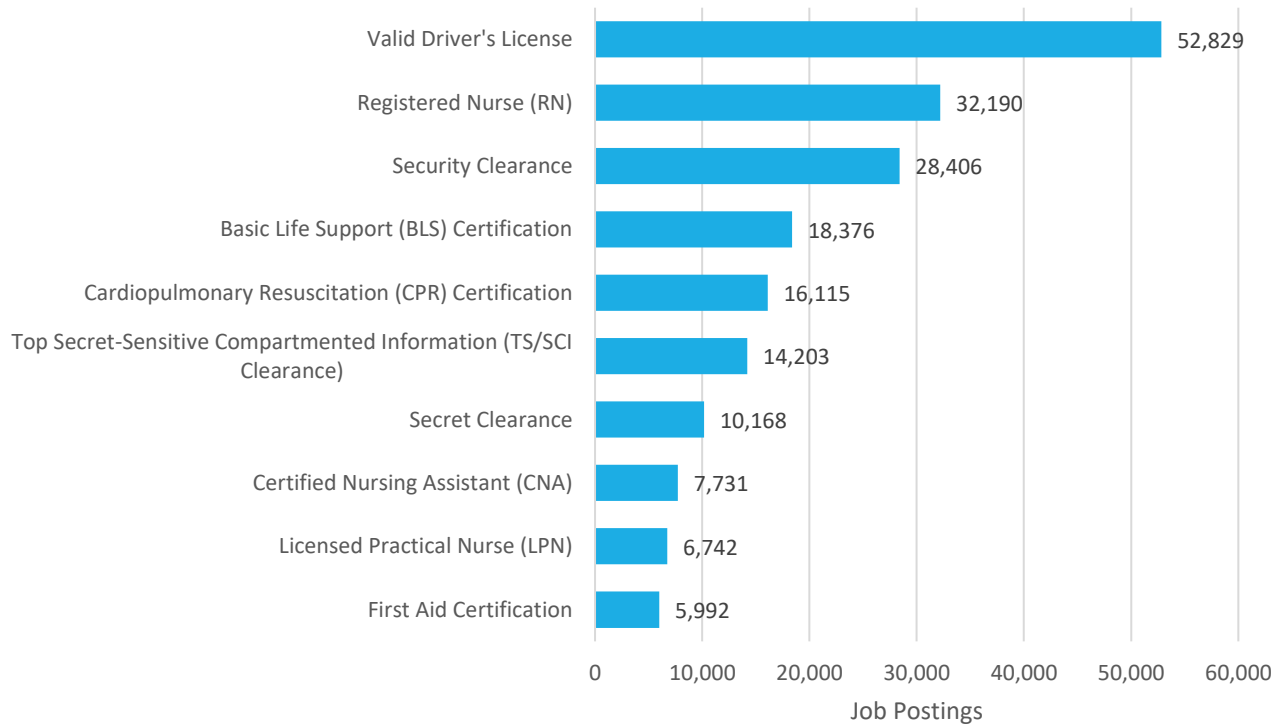 Valid Driver's License
52,829
Registered Nurse (RN)
32,190
Security Clearance
28,406
Basic Life Support (BLS) Certification
18,376
Cardiopulmonary Resuscitation (CPR) Certification
16,115
Top Secret-Sensitive Compartmented Information (TS/SCI
Clearance)
14,203
Secret Clearance
10,168
Certified Nursing Assistant (CNA)
7,731
Licensed Practical Nurse (LPN)
6,742
First Aid Certification
5,992
0 10,000 20,000 30,000 40,000 50,000 60,000
Job Postings